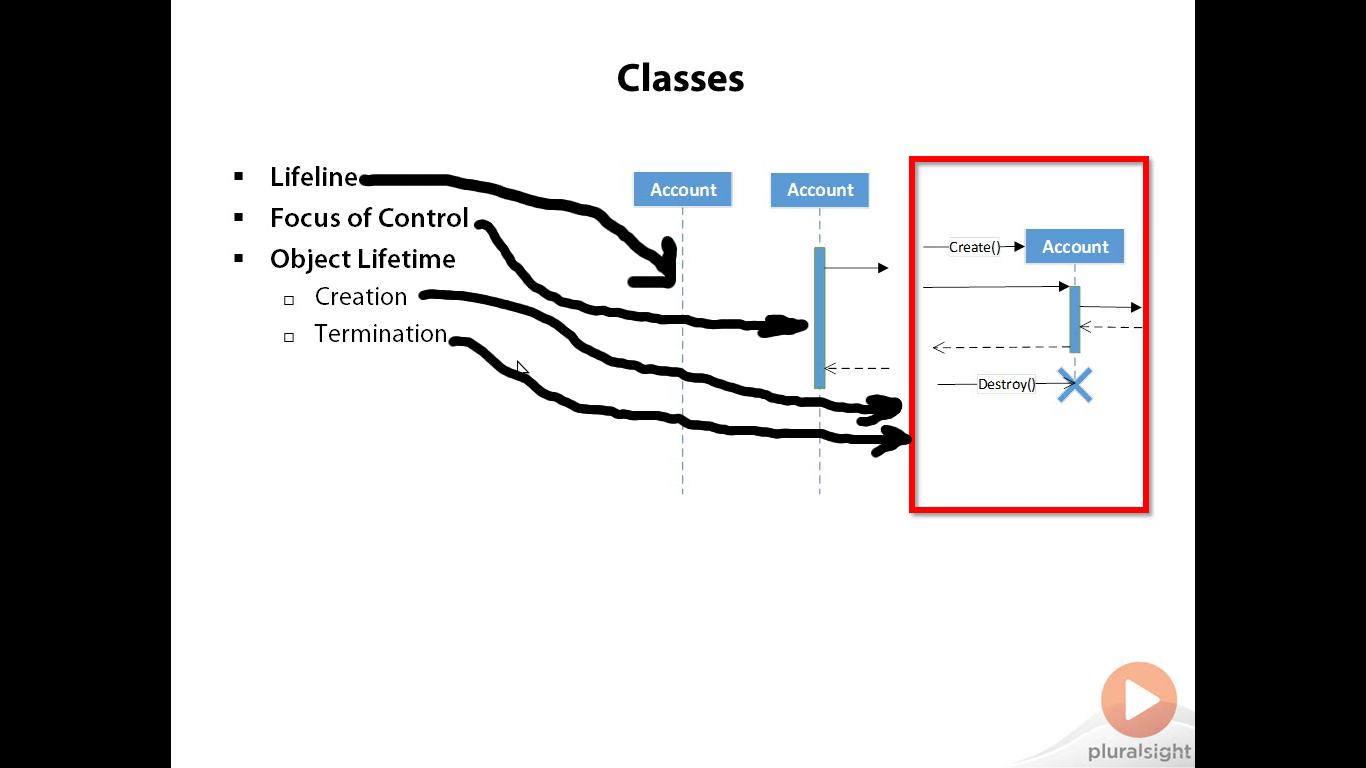 Classes
Lifeline
Focus of Control
Object Lifetime
Creation
Termination
Account
Account
Create()
Account
Destroy()
pluralsight